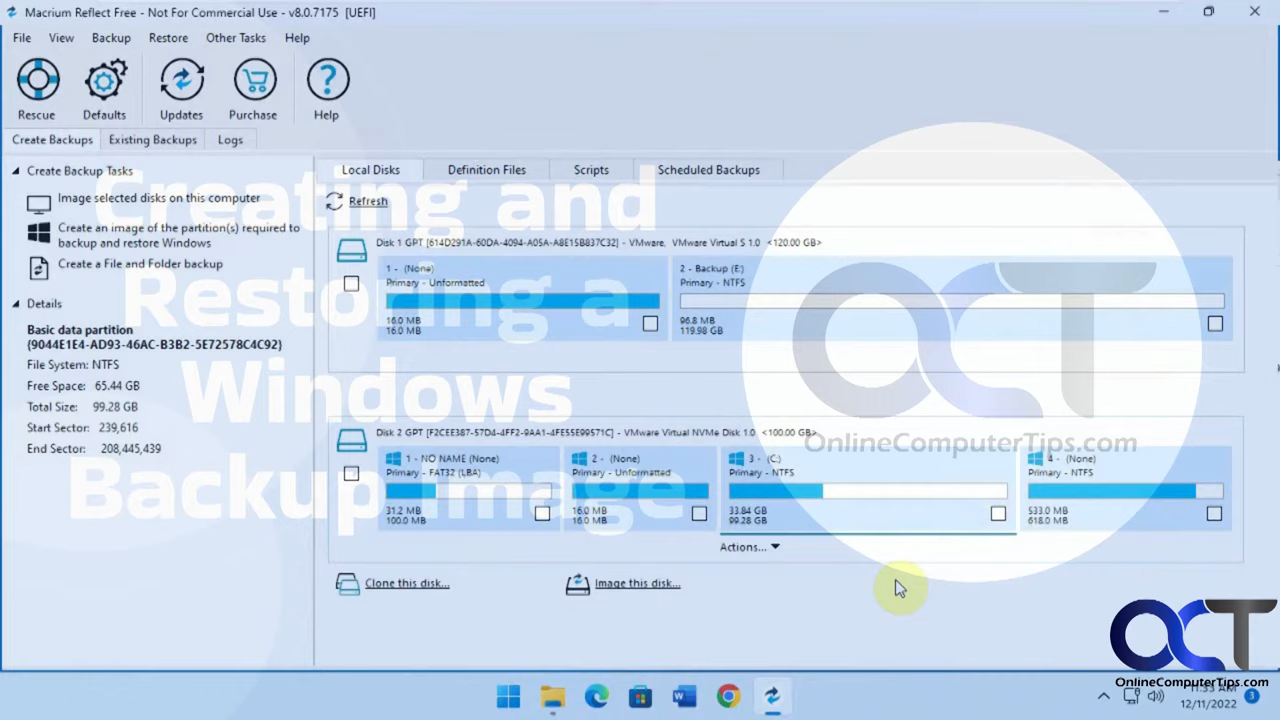 Macrium Reflect Free - Not For Commercial Use - v8.0.7175 [UEFI]
File View Backup Restore Other Tasks Help
Rescue Defaults Updates Purchase Help
Create Backups Existing Backups Logs
Create Backup Tasks
Image selected disks on this computer
Create an image of the partition(s) required to
backup and restore Windows
Create a File and Folder backup
Details
Basic data partition
{9044E1E4-AD93-46AC-B3B2-5E72578C4C92}
File System: NTFS
Free Space: 65.44 GB
Total Size: 99.28 GB
Start Sector: 239,616
End Sector: 208,445,439
Local Disks Definition Files Scripts Scheduled Backups
Refresh
Disk 1 GPT [614D291A-60DA-4094-A05A-A8E15B837C32] - VMware, VMware Virtual S 1.0 <120.00 GB>
1 - (None)
Primary - Unformatted
16.0 MB
16.0 MB
2 - Backup (E:)
Primary - NTFS
96.8 MB
119.98 GB
Disk 2 GPT [F2CEE387-57D4-4FF2-9AA1-4FE55E99571C] - VMware Virtual NVMe Disk 1.0 <100.00 GB>
1 - NO NAME (None)
Primary - FAT32 (LBA)
31.2 MB
100.0 MB
2 - (None)
Primary - Unformatted
16.0 MB
16.0 MB
3 - (C:)
Primary - NTFS
33.84 GB
99.28 GB
4 - (None)
Primary - NTFS
533.0 MB
618.0 MB
Actions...
Clone this disk... Image this disk...
Creating and
Restoring a
Windows
Backup Image
OCT
OnlineComputerTips.com
OCT
OnlineComputerTips.com
11:33 AM
12/11/2022
3